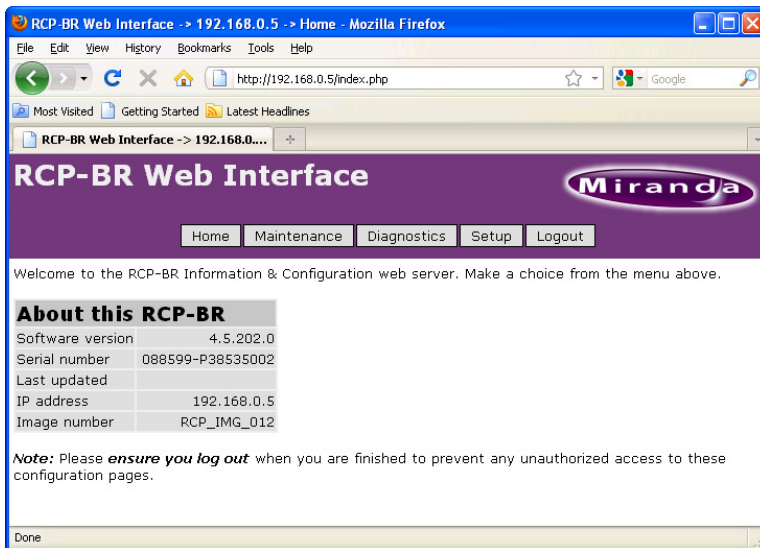 RCP-BR Web Interface -> 192.168.0.5 -> Home - Mozilla Firefox
File Edit View History Bookmarks Tools Help
http://192.168.0.5/index.php
Google
Most Visited Getting Started Latest Headlines
RCP-BR Web Interface -> 192.168.0....
RCP-BR Web Interface
Miranda
Home Maintenance Diagnostics Setup Logout
Welcome to the RCP-BR Information & Configuration web server. Make a choice from the menu above.
About this RCP-BR
Software version 4.5.202.0
Serial number 088599-P38535002
Last updated
IP address 192.168.0.5
Image number RCP_IMG_012
Note: Please ensure you log out when you are finished to prevent any unauthorized access to these
configuration pages.
Done